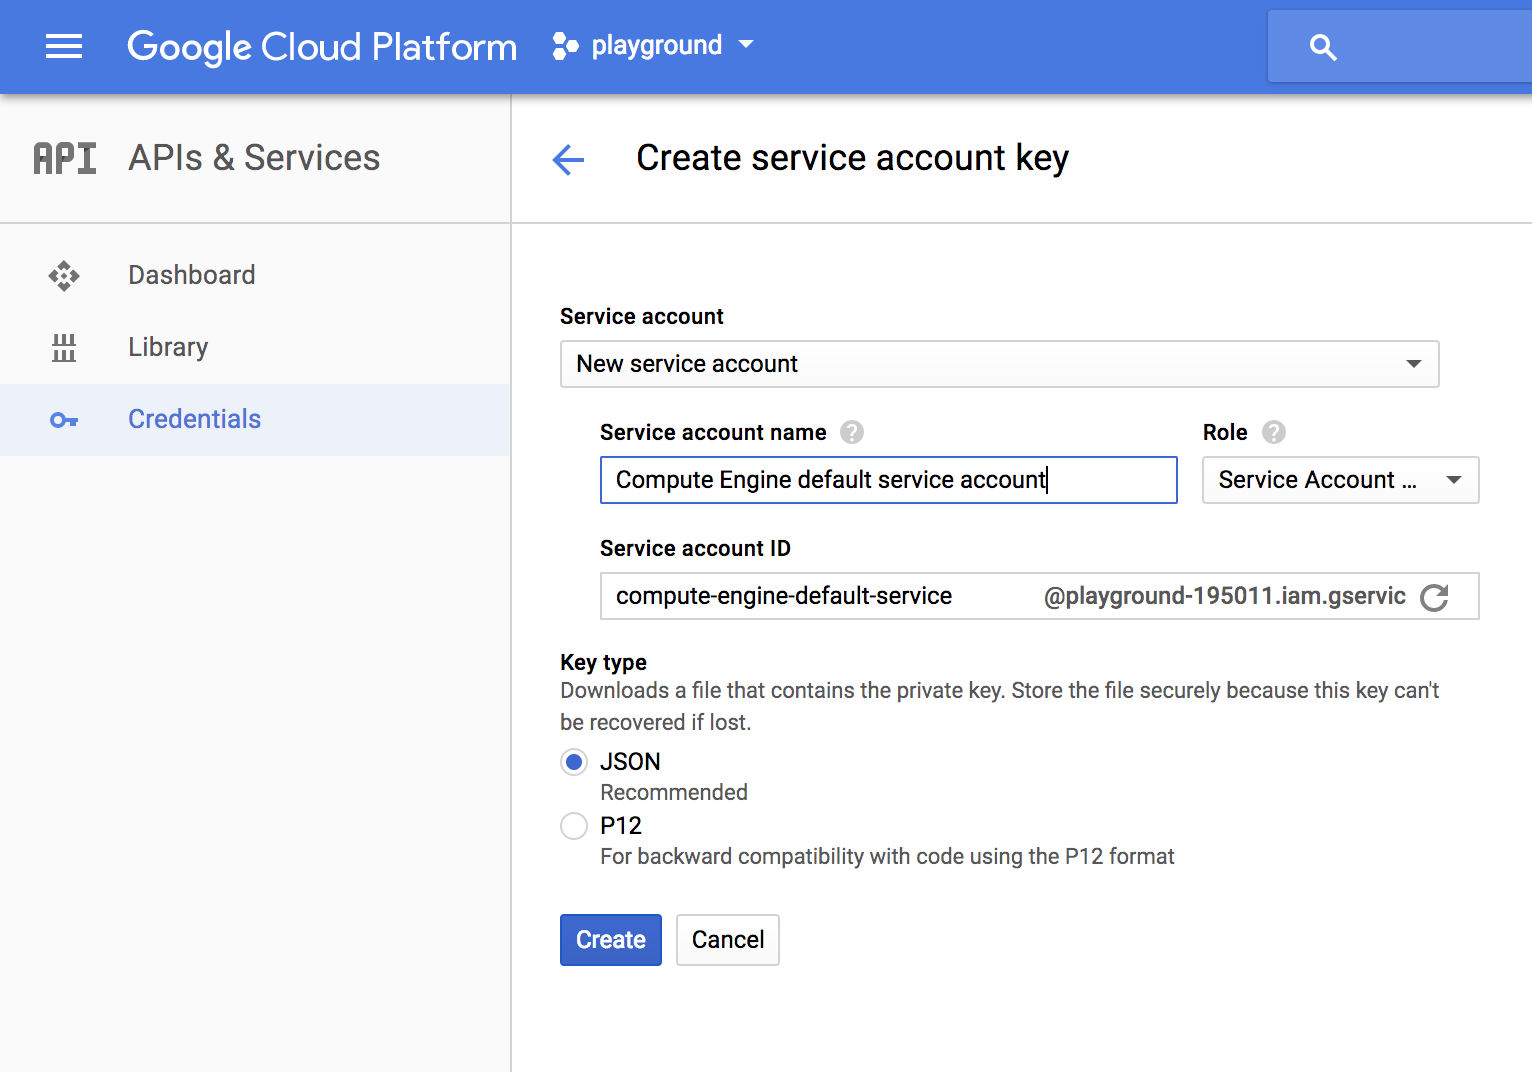 Google Cloud Platform playground
API APIs & Services
Create service account key
Dashboard
Library
Credentials
Service account
New service account
Service account name ?
Role ?
Compute Engine default service account
Service Account ...
Service account ID
compute-engine-default-service @playground-195011.iam.gservic
Key type
Downloads a file that contains the private key. Store the file securely because this key can't
be recovered if lost.
JSON
Recommended
P12
For backward compatibility with code using the P12 format
Create Cancel